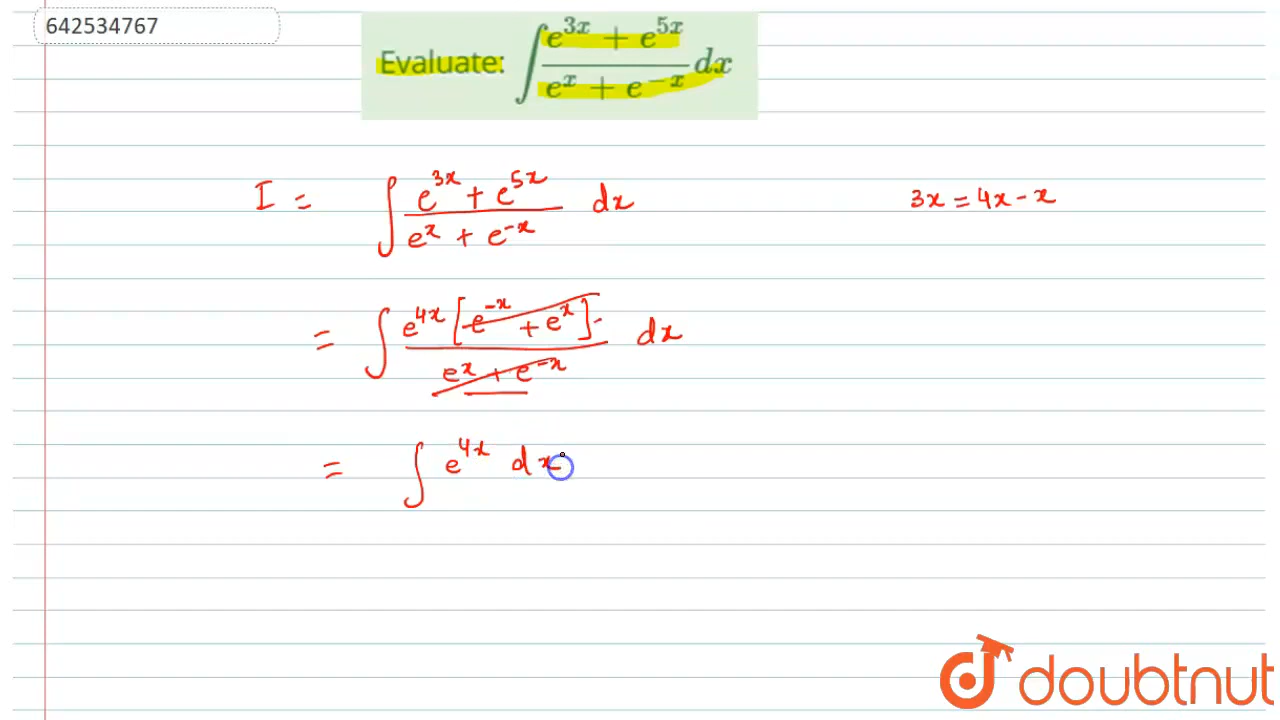 642534767
Evaluate: ∫ (e^{3x} + e^{5x})/(e^x + e^{-x}) dx
I = ∫ (e^{3x} + e^{5x})/(e^x + e^{-x}) dx
3x = 4x - x
= ∫ e^{4x}[e^{-x} + e^x]/(e^x + e^{-x}) dx
= ∫ e^{4x} dx
doubtnut